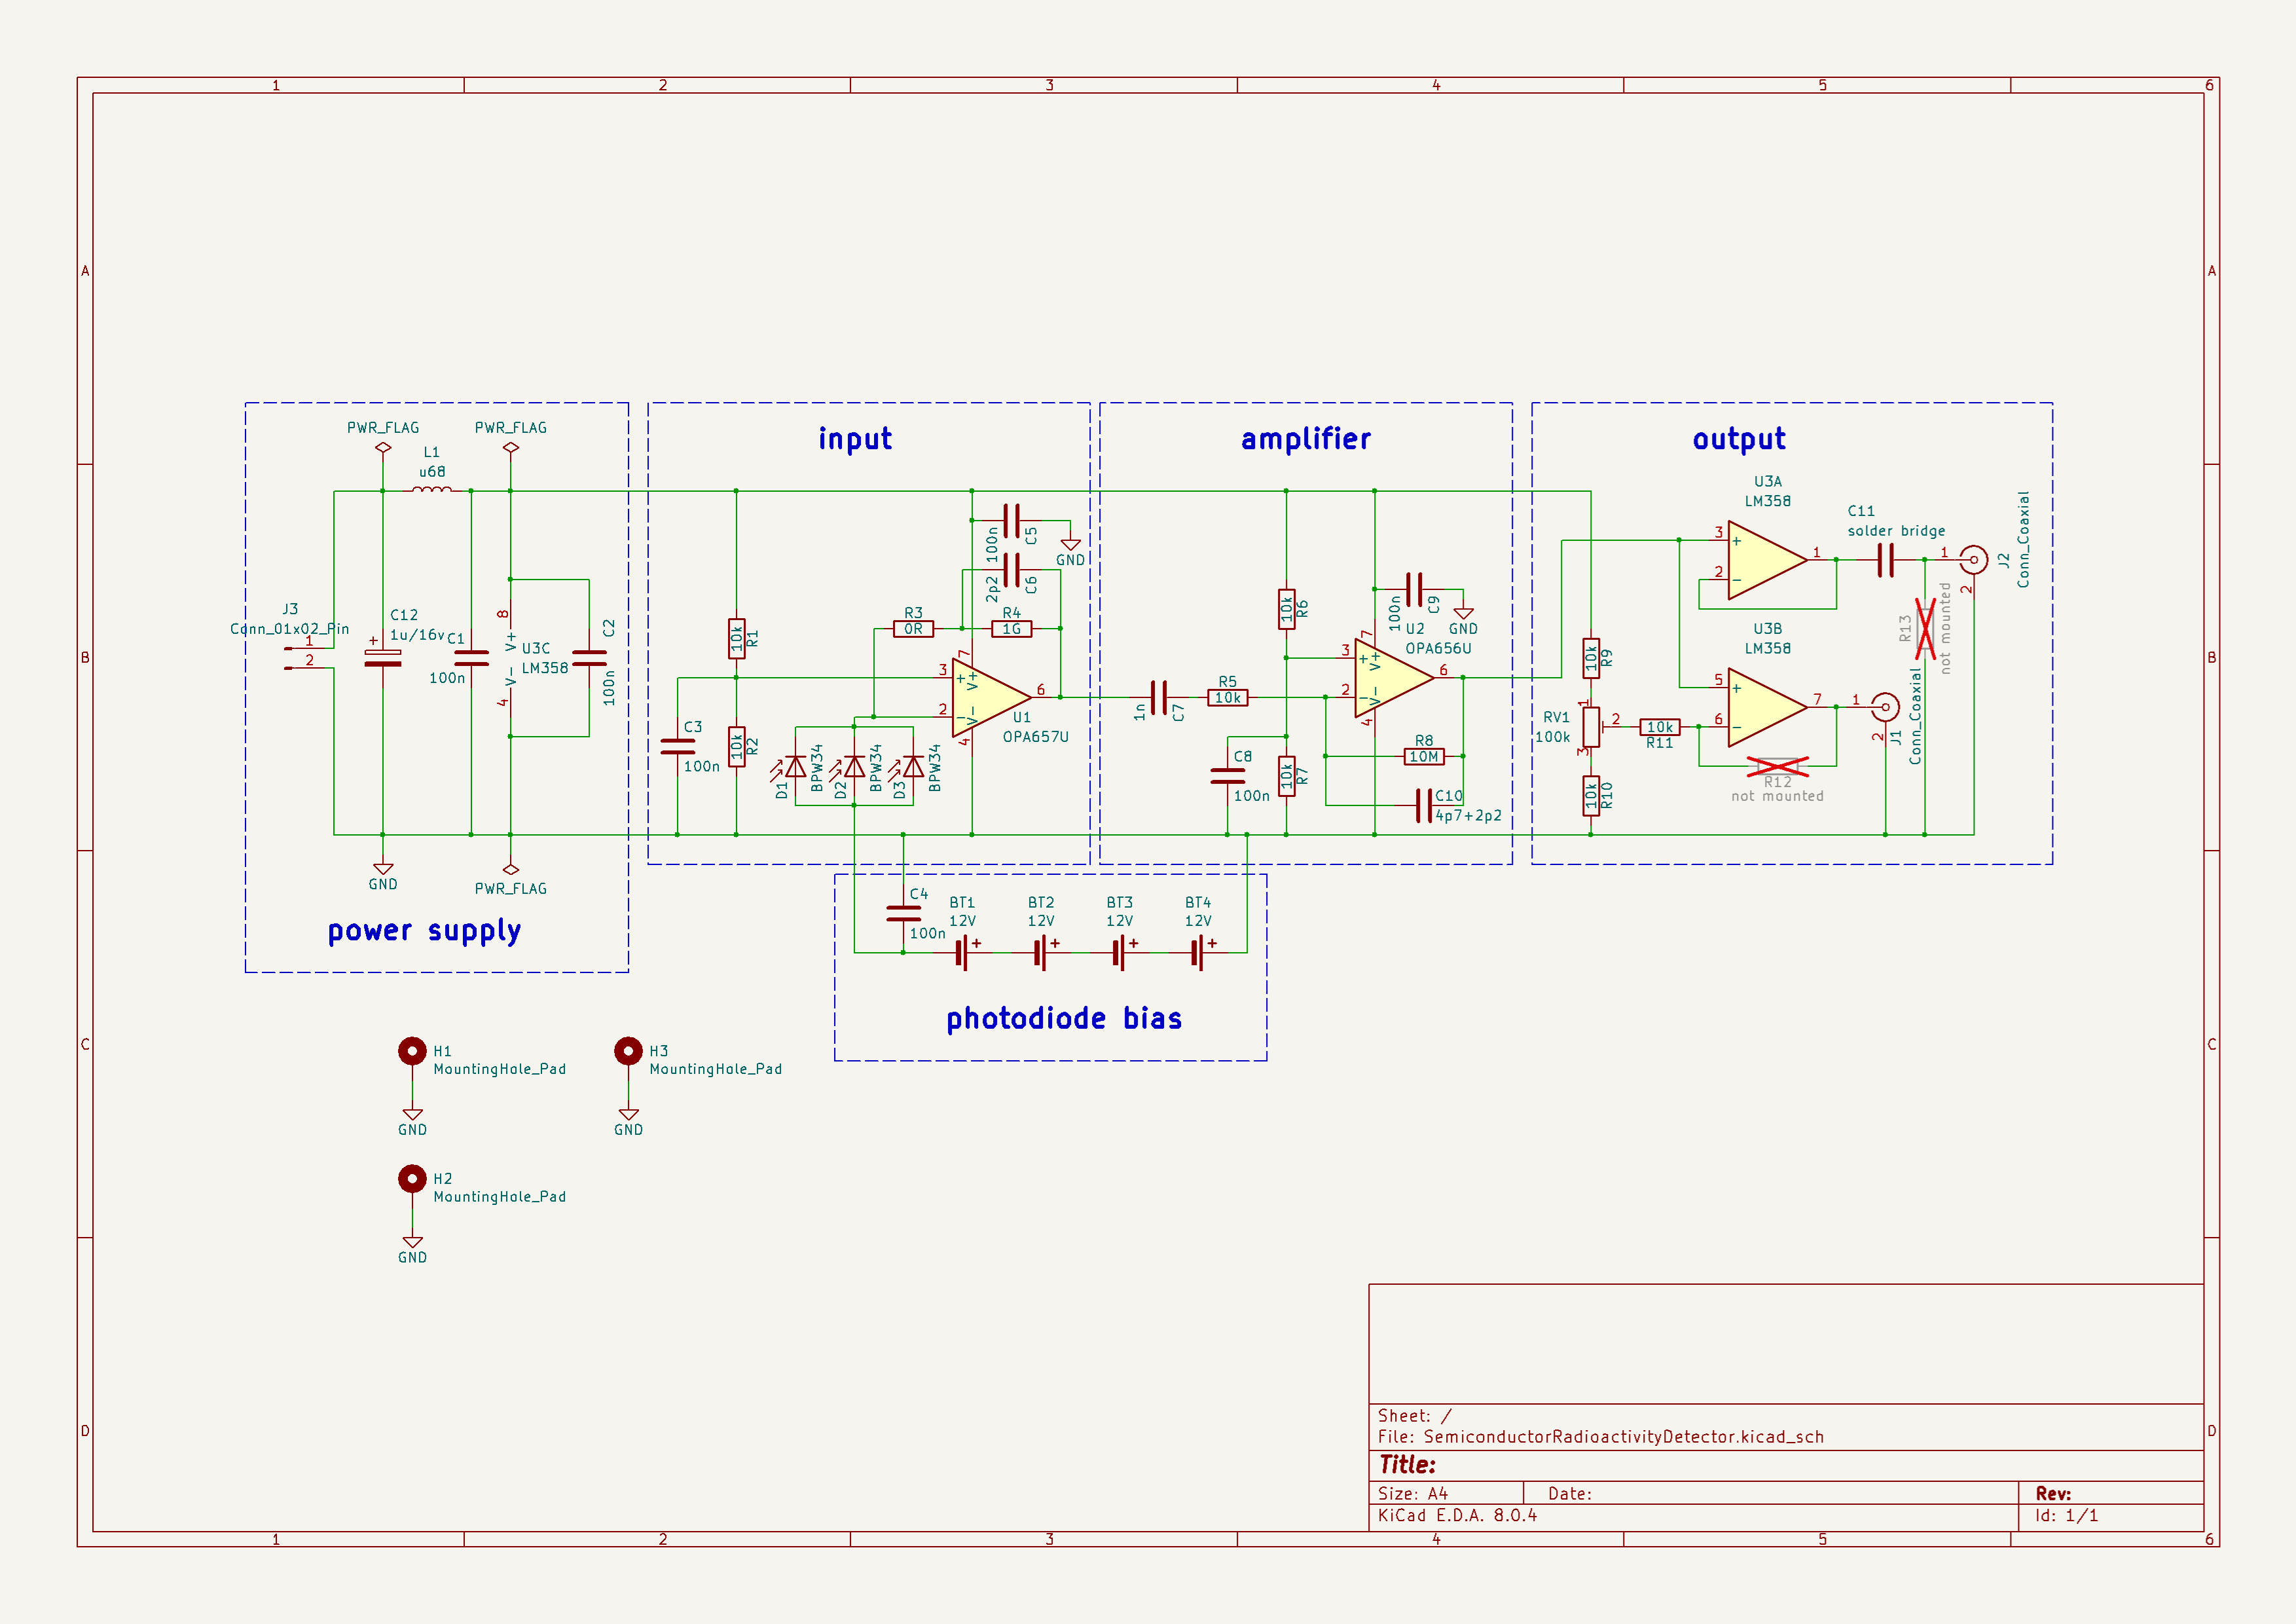 1 2 3 4 5 6
A A
B B
C C
D D
1 2 3 4 5 6
input
amplifier
output
power supply
photodiode bias
PWR_FLAG
PWR_FLAG
L1
u68
J3
Conn_01x02_Pin
1
2
C12
1u/16v
+
C1
100n
8
V+
U3C
LM358
V-
4
C2
100n
GND
PWR_FLAG
C3
100n
10k
R1
10k
R2
D1
BPW34
D2
BPW34
D3
BPW34
R3
0R
R4
1G
100n
C5
GND
2p2
C6
3
+
2
-
7
V+
V-
4
6
U1
OPA657U
1n
C7
R5
10k
10k
R6
10k
R7
C8
100n
100n
C9
GND
U2
OPA656U
3
+
2
-
7
V+
V-
4
6
R8
10M
C10
4p7+2p2
10k
R9
RV1
100k
1
2
3
10k
R10
10k
R11
U3A
LM358
3
+
2
-
1
C11
solder bridge
1
2
J2
Conn_Coaxial
U3B
LM358
5
+
6
-
7
1
2
J1
Conn_Coaxial
R12
not mounted
R13
not mounted
C4
100n
BT1
12V
+
BT2
12V
+
BT3
12V
+
BT4
12V
+
H1
MountingHole_Pad
GND
H3
MountingHole_Pad
GND
H2
MountingHole_Pad
GND
Sheet: /
File: SemiconductorRadioactivityDetector.kicad_sch
Title:
Size: A4 Date: Rev:
KiCad E.D.A. 8.0.4 Id: 1/1